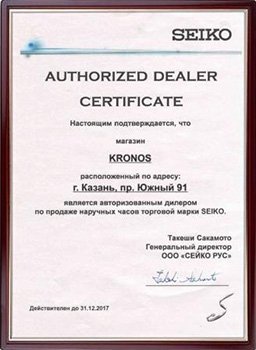 SEIKO
AUTHORIZED DEALER
CERTIFICATE
Настоящим подтверждается, что
магазин
KRONOS
расположенный по адресу:
г. Казань, пр. Южный 91
является авторизованным дилером
по продаже наручных часов торговой марки SEIKO.
Такеши Сакамото
Генеральный директор
ООО «СЕЙКО РУС»
Действителен до 31.12.2017